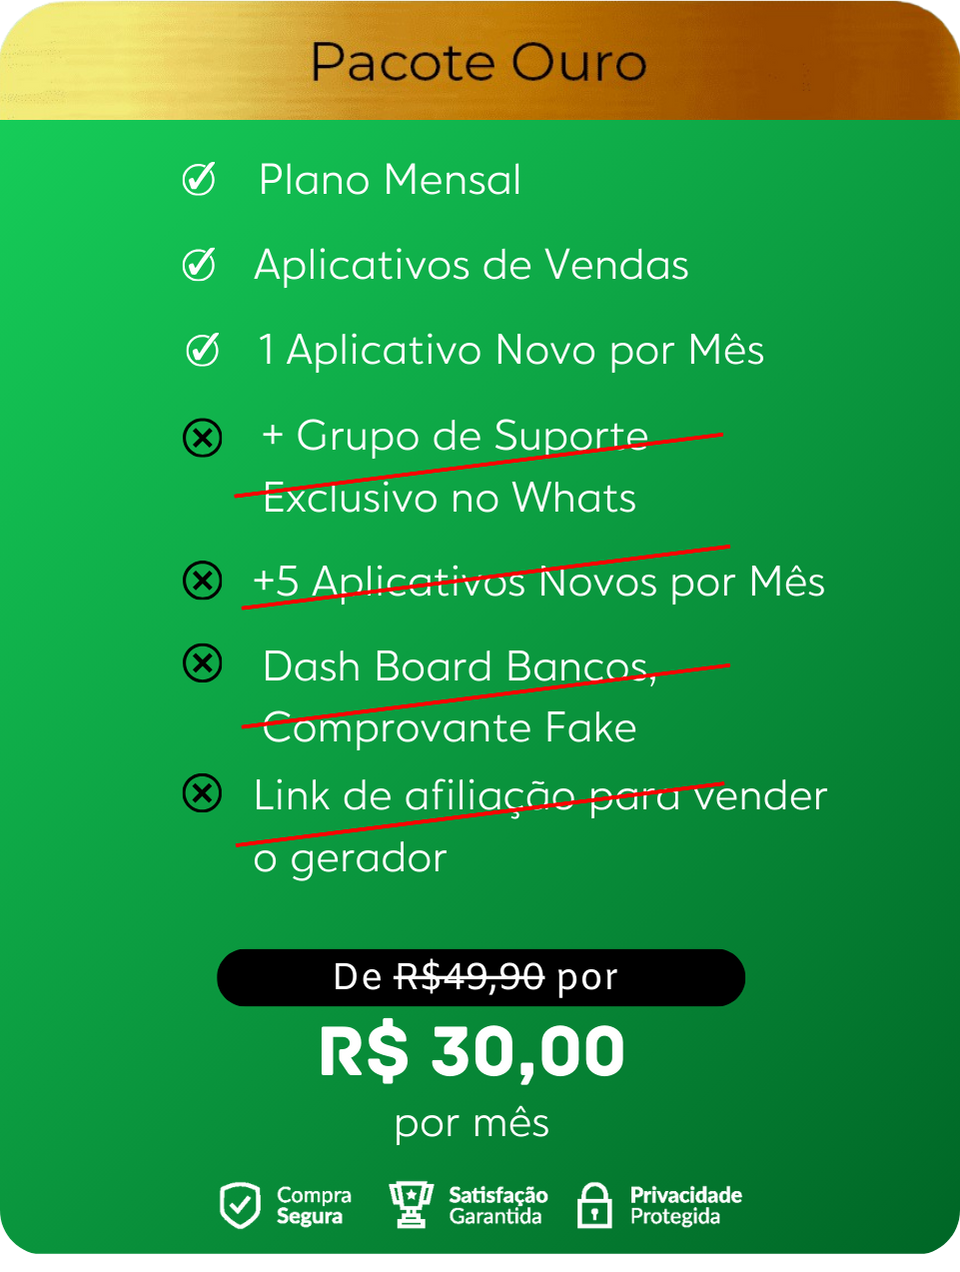 Pacote Ouro
Plano Mensal
Aplicativos de Vendas
1 Aplicativo Novo por Mês
+ Grupo de Suporte
Exclusivo no Whats
+5 Aplicativos Novos por Mês
Dash Board Bancos,
Comprovante Fake
Link de afiliação para vender
o gerador
De R$49,90 por
R$ 30,00
por mês
Compra
Segura
Satisfação
Garantida
Privacidade
Protegida